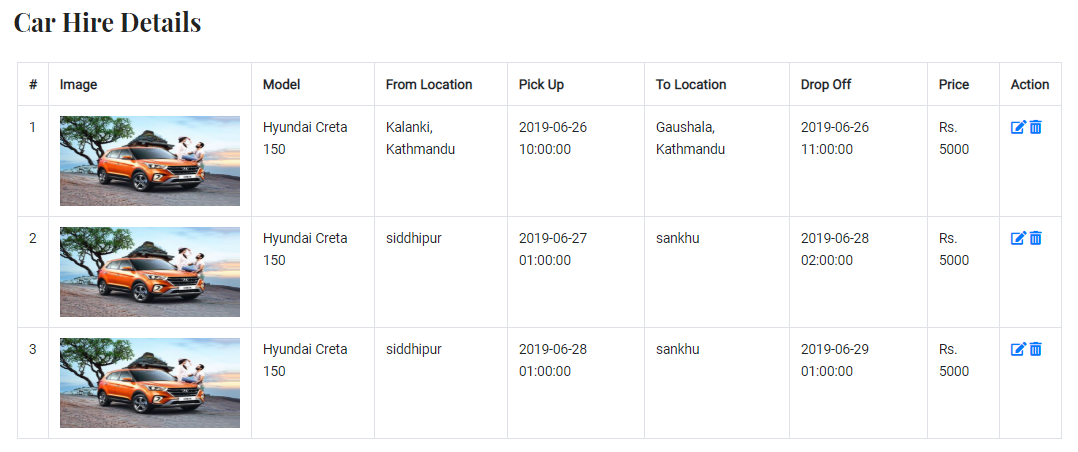 Car Hire Details
# Image Model From Location Pick Up To Location Drop Off Price Action
1 Hyundai Creta Kalanki, 2019-06-26 Gaushala, 2019-06-26 Rs.
150 Kathmandu 10:00:00 Kathmandu 11:00:00 5000
2 Hyundai Creta siddhipur 2019-06-27 sankhu 2019-06-28 Rs.
150 01:00:00 02:00:00 5000
3 Hyundai Creta siddhipur 2019-06-28 sankhu 2019-06-29 Rs.
150 01:00:00 01:00:00 5000